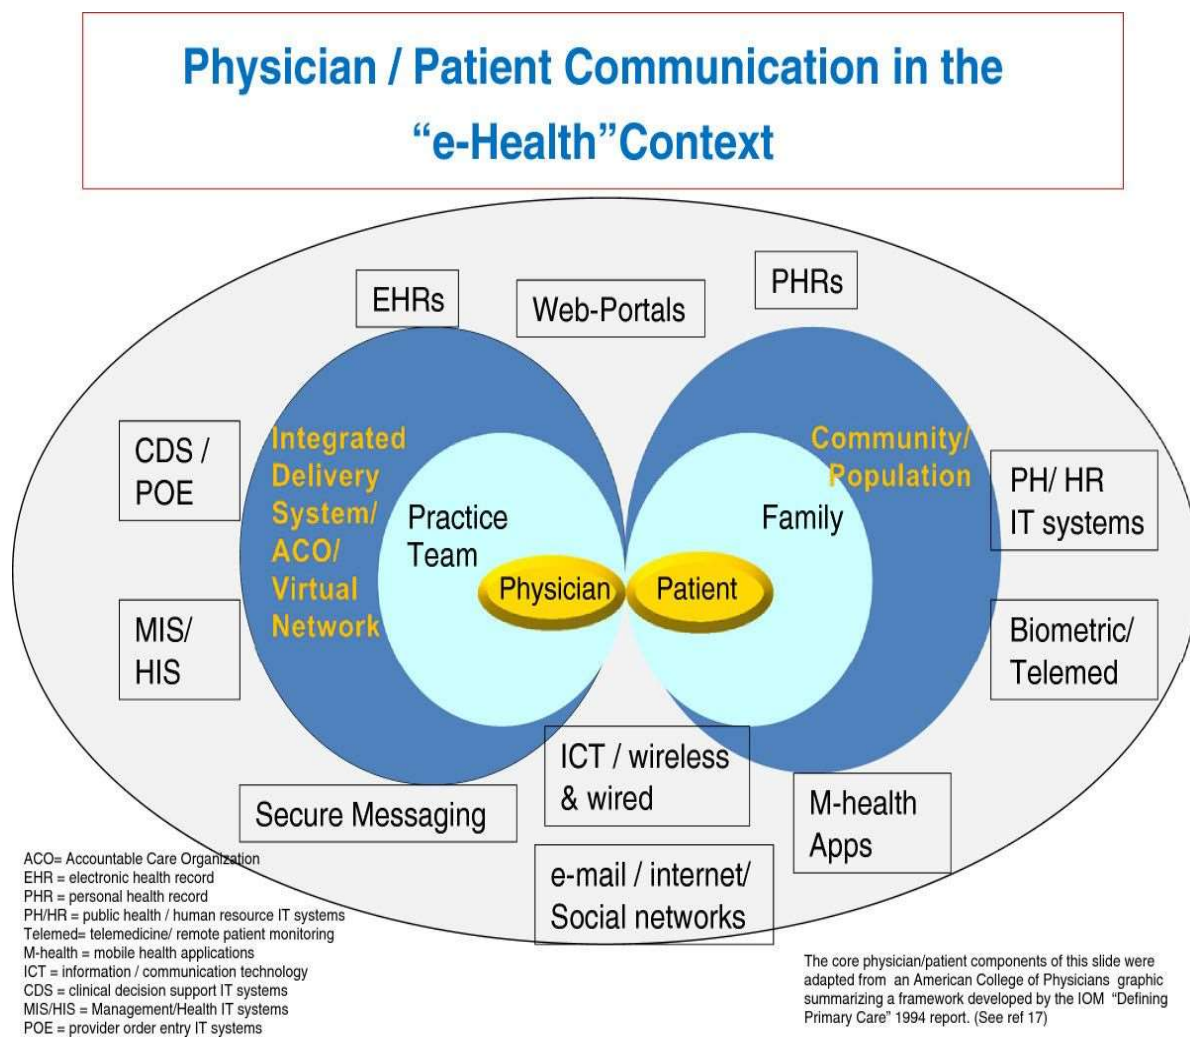 Physician / Patient Communication in the
“e-Health”Context
EHRs
Web-Portals
PHRs
CDS /
POE
Integrated
Delivery
System/
ACO/
Virtual
Network
Practice
Team
Physician
Patient
Family
Community/
Population
PH/ HR
IT systems
MIS/
HIS
Biometric/
Telemed
Secure Messaging
ICT / wireless
& wired
M-health
Apps
e-mail / internet/
Social networks
ACO= Accountable Care Organization
EHR = electronic health record
PHR = personal health record
PH/HR = public health / human resource IT systems
Telemed= telemedicine/ remote patient monitoring
M-health = mobile health applications
ICT = information / communication technology
CDS = clinical decision support IT systems
MIS/HIS = Management/Health IT systems
POE = provider order entry IT systems
The core physician/patient components of this slide were
adapted from an American College of Physicians graphic
summarizing a framework developed by the IOM “Defining
Primary Care” 1994 report. (See ref 17)